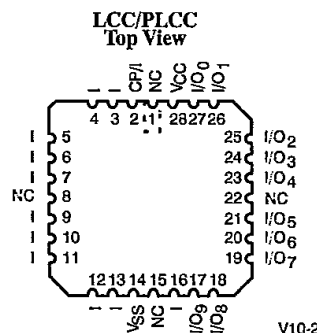 LCC/PLCC
Top View
I I CP/I NC VCC I/O0 I/O1
4 3 2 1 28 27 26
I 5 25 I/O2
I 6 24 I/O3
I 7 23 I/O4
NC 8 22 NC
I 9 21 I/O5
I 10 20 I/O6
I 11 19 I/O7
12 13 14 15 16 17 18
I I VSS NC I I/O9 I/O8
V10-2